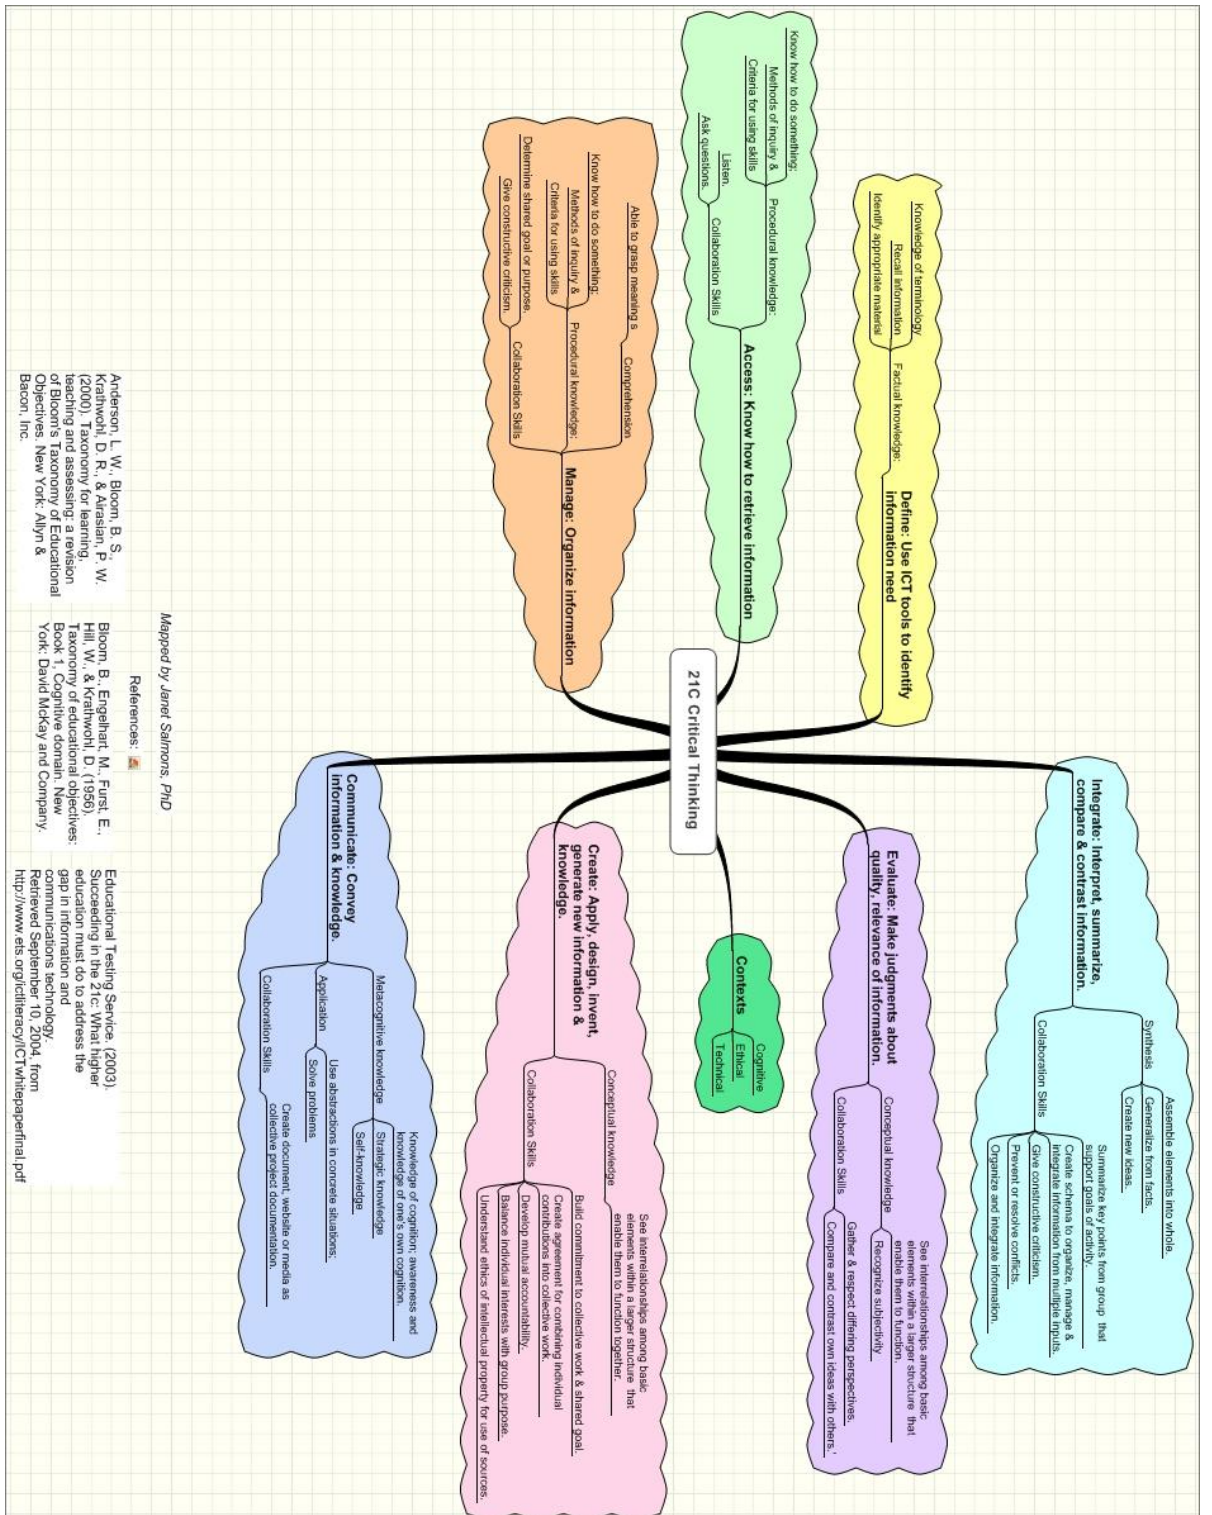 21C Critical Thinking
Define: Use ICT tools to identify
information need
Factual knowledge:
Knowledge of terminology
Recall information
Identify appropriate material
Access: Know how to retrieve information
Procedural knowledge:
Know how to do something;
Methods of inquiry &
Criteria for using skills
Collaboration Skills
Listen.
Ask questions.
Manage: Organize information
Comprehension
Able to grasp meaning s
Procedural knowledge:
Know how to do something;
Methods of inquiry &
Criteria for using skills
Collaboration Skills
Determine shared goal or purpose.
Give constructive criticism.
Integrate: Interpret, summarize,
compare & contrast information.
Synthesis
Assemble elements into whole.
Generalize from facts.
Create new ideas.
Collaboration Skills
Summarize key points from group that
support goals of activity.
Create schema to organize, manage &
integrate information from multiple inputs.
Give constructive criticism.
Prevent or resolve conflicts.
Organize and integrate information.
Evaluate: Make judgments about
quality, relevance of information.
Conceptual knowledge
See interrelationships among basic
elements within a larger structure that
enable them to function.
Recognize subjectivity
Collaboration Skills
Gather & respect differing perspectives.
Compare and contrast own ideas with others.'
Contexts
Cognitive
Ethical
Technical
Create: Apply, design, invent,
generate new information &
knowledge.
Conceptual knowledge
See interrelationships among basic
elements within a larger structure that
enable them to function together.
Collaboration Skills
Build commitment to collective work & shared goal.
Create agreement for combining individual
contributions into collective work.
Develop mutual accountability.
Balance individual interests with group purpose.
Understand ethics of intellectual property for use of sources.
Communicate: Convey
information & knowledge.
Metacognitive knowledge
Knowledge of cognition; awareness and
knowledge of one's own cognition.
Strategic knowledge
Self-knowledge
Application
Use abstractions in concrete situations;
Solve problems
Collaboration Skills
Create document, website or media as
collective project documentation.
Mapped by Janet Salmons, PhD
References:
Anderson, L. W., Bloom, B. S.,
Krathwohl, D. R., & Airasian, P. W.
(2000). Taxonomy for learning,
teaching and assessing: a revision
of Bloom's Taxonomy of Educational
Objectives. New York: Allyn &
Bacon, Inc.
Bloom, B., Engelhart, M., Furst, E.,
Hill, W., & Krathwohl, D. (1956).
Taxonomy of educational objectives:
Book 1, Cognitive domain. New
York: David McKay and Company.
Educational Testing Service. (2003).
Succeeding in the 21c: What higher
education must do to address the
gap in information and
communications technology.
Retrieved September 10, 2004, from
http://www.ets.org/ictliteracy/ICTwhitepaperfinal.pdf